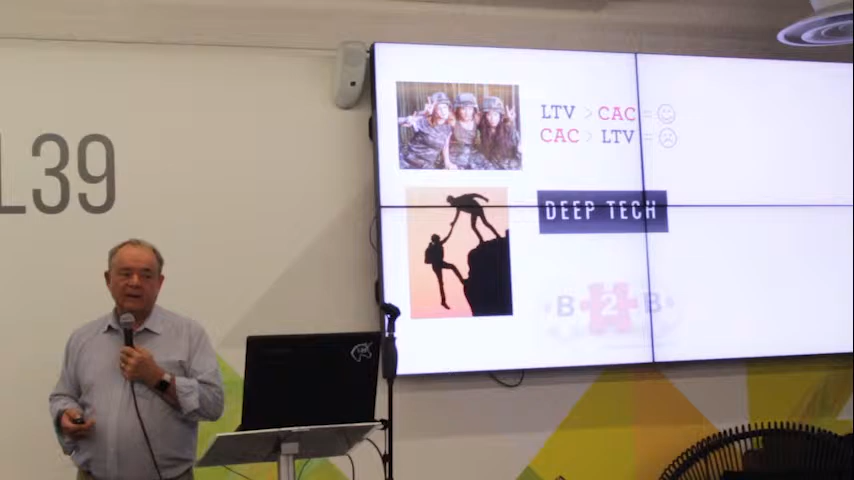 L39
LTV > CAC = ☺
CAC > LTV = ☹
DEEP TECH
B2B